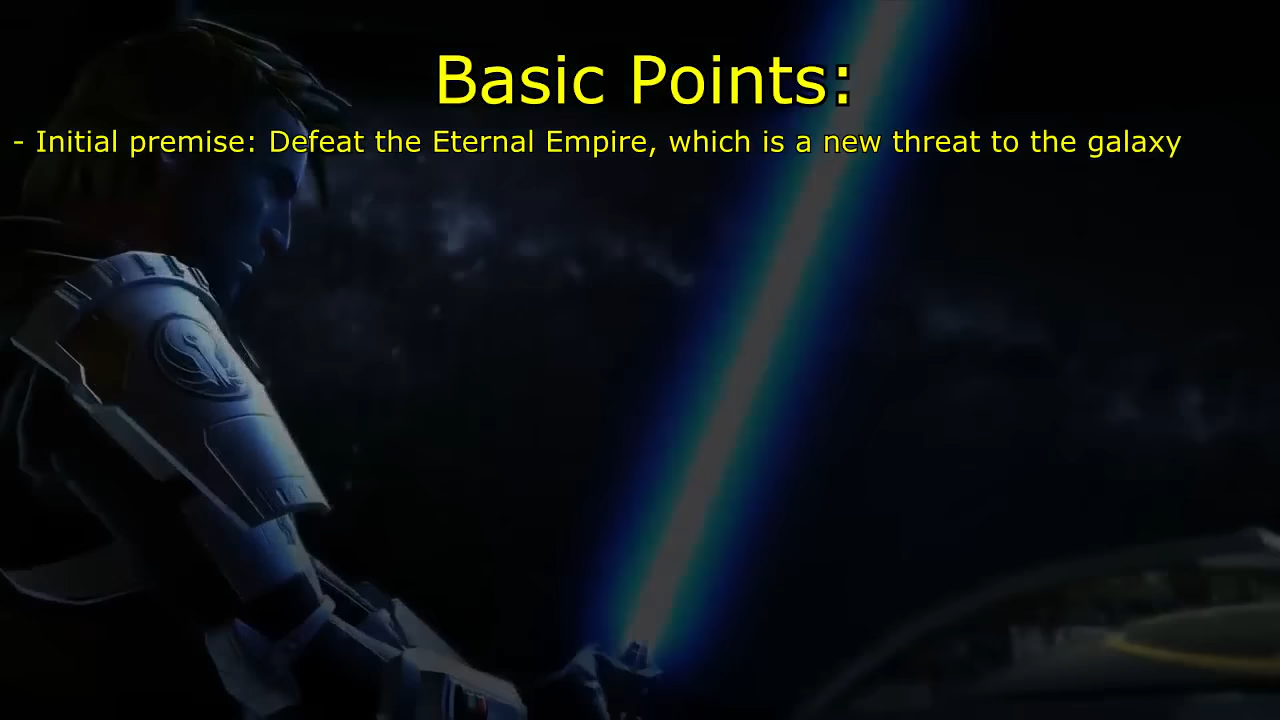 Basic Points:
- Initial premise: Defeat the Eternal Empire, which is a new threat to the galaxy